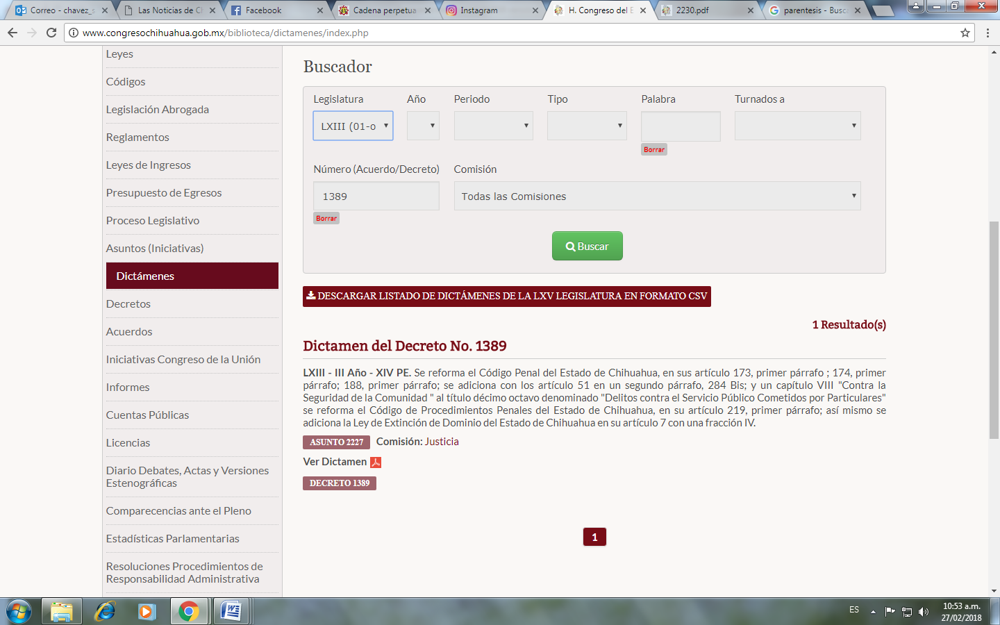 Correo - chavez_s
Las Noticias de Ch
Facebook
Cadena perpetua
Instagram
H. Congreso del E
2230.pdf
parentesis - Busc
www.congresochihuahua.gob.mx/biblioteca/dictamenes/index.php
Leyes
Códigos
Legislación Abrogada
Reglamentos
Leyes de Ingresos
Presupuesto de Egresos
Proceso Legislativo
Asuntos (Iniciativas)
Dictámenes
Decretos
Acuerdos
Iniciativas Congreso de la Unión
Informes
Cuentas Públicas
Licencias
Diario Debates, Actas y Versiones
Estenográficas
Comparecencias ante el Pleno
Estadísticas Parlamentarias
Resoluciones Procedimientos de
Responsabilidad Administrativa
Buscador
Legislatura Año Periodo Tipo Palabra Turnados a
LXIII (01-o
Borrar
Número (Acuerdo/Decreto) Comisión
1389 Todas las Comisiones
Borrar
Buscar
DESCARGAR LISTADO DE DICTÁMENES DE LA LXV LEGISLATURA EN FORMATO CSV
1 Resultado(s)
Dictamen del Decreto No. 1389
LXIII - III Año - XIV PE. Se reforma el Código Penal del Estado de Chihuahua, en sus artículo 173, primer párrafo ; 174, primer
párrafo; 188, primer párrafo; se adiciona con los artículo 51 en un segundo párrafo, 284 Bis; y un capítulo VIII "Contra la
Seguridad de la Comunidad " al título décimo octavo denominado "Delitos contra el Servicio Público Cometidos por Particulares"
se reforma el Código de Procedimientos Penales del Estado de Chihuahua, en su artículo 219, primer párrafo; así mismo se
adiciona la Ley de Extinción de Dominio del Estado de Chihuahua en su artículo 7 con una fracción IV.
ASUNTO 2227 Comisión: Justicia
Ver Dictamen
DECRETO 1389
1
ES
10:53 a.m.
27/02/2018